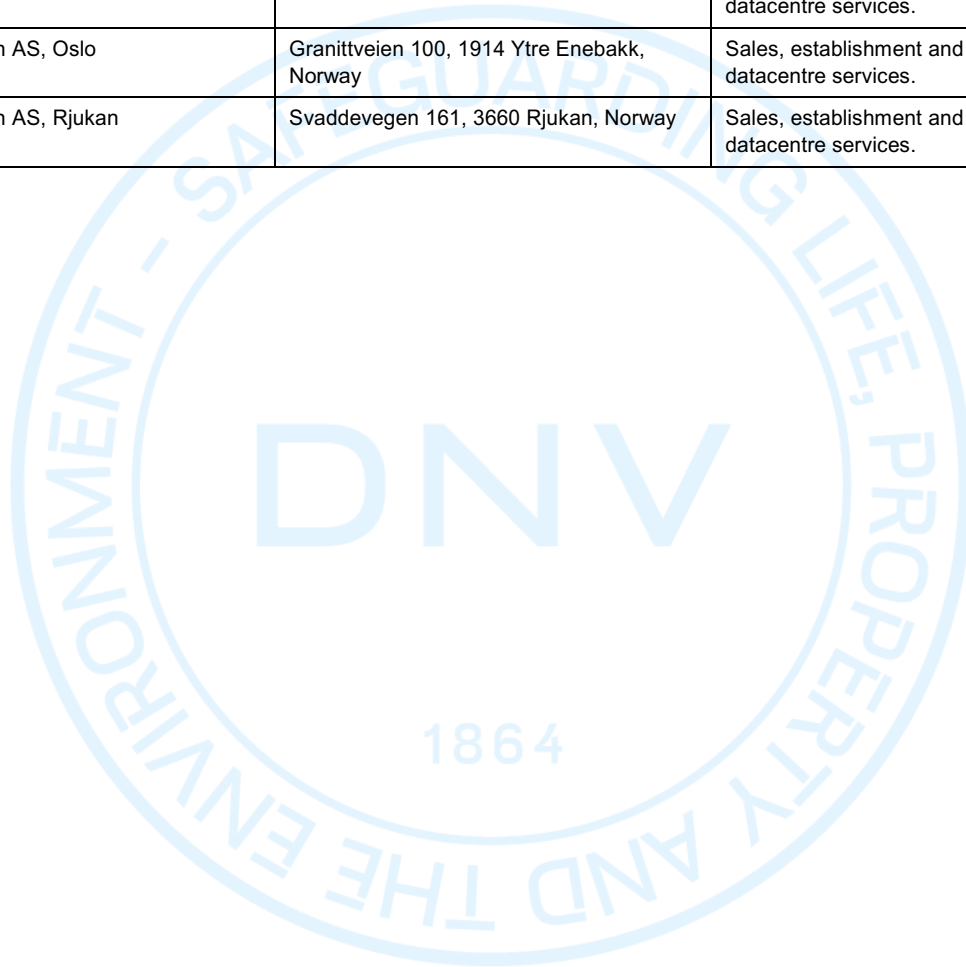 datacentre services.
AS, Oslo
Granittveien 100, 1914 Ytre Enebakk,
Norway
Sales, establishment and
datacentre services.
AS, Rjukan
Svaddevegen 161, 3660 Rjukan, Norway
Sales, establishment and
datacentre services.
SAFEGUARDING LIFE, PROPERTY AND THE ENVIRONMENT -
DNV
1864